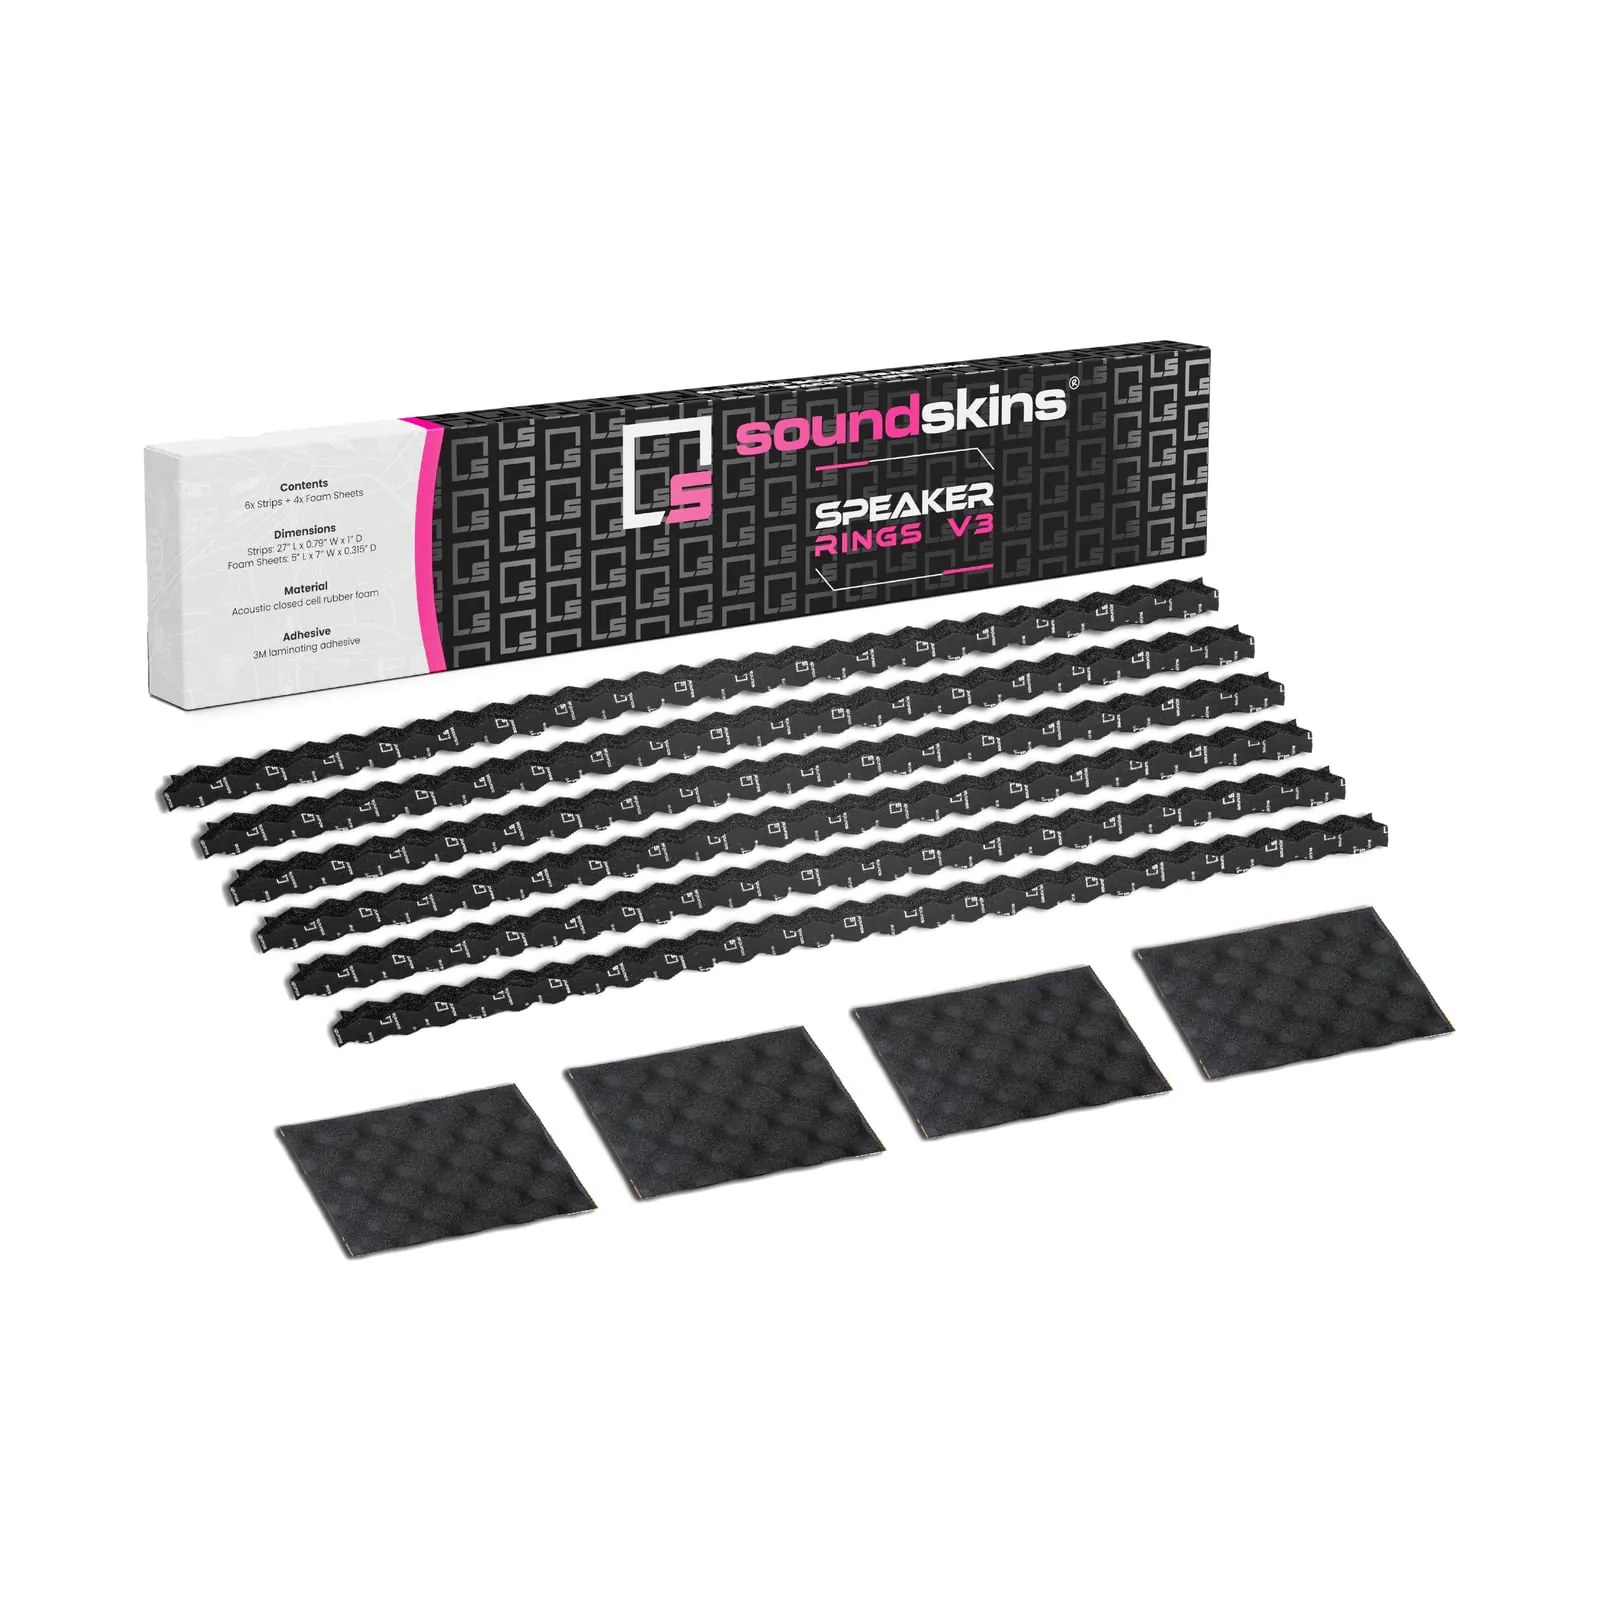 Contents
6x Strips + 4x Foam Sheets
Dimensions
Strips: 27" L x 0.79" W x 1" D
Foam Sheets: 5" L x 7" W x 0.315" D
Material
Acoustic closed cell rubber foam
Adhesive
3M laminating adhesive
soundskins®
SPEAKER
RINGS V3